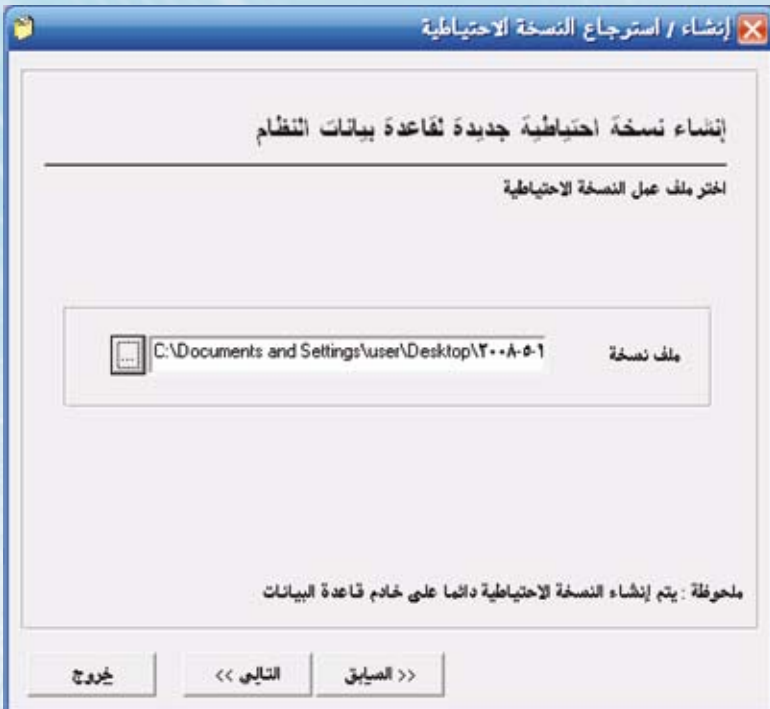 إنشاء / استرجاع النسخة الاحتياطية
إنشاء نسخة احتياطية جديدة لقاعدة بيانات النظام
اختر ملف عمل النسخة الاحتياطية
ملف نسخة
C:\Documents and Settings\user\Desktop\٢٠٠٨-٥-١
...
ملحوظة : يتم إنشاء النسخة الاحتياطية دائما على خادم قاعدة البيانات
<< السابق
التالى >>
خروج